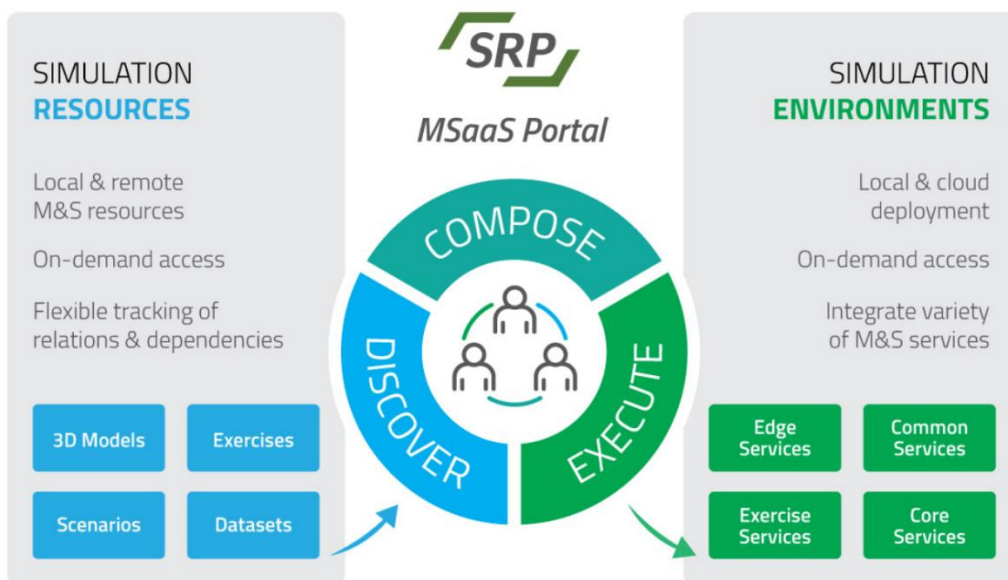 SIMULATION
RESOURCES
Local & remote
M&S resources
On-demand access
Flexible tracking of
relations & dependencies
3D Models
Exercises
Scenarios
Datasets
SRP
MSaaS Portal
COMPOSE
DISCOVER
EXECUTE
SIMULATION
ENVIRONMENTS
Local & cloud
deployment
On-demand access
Integrate variety
of M&S services
Edge
Services
Common
Services
Exercise
Services
Core
Services